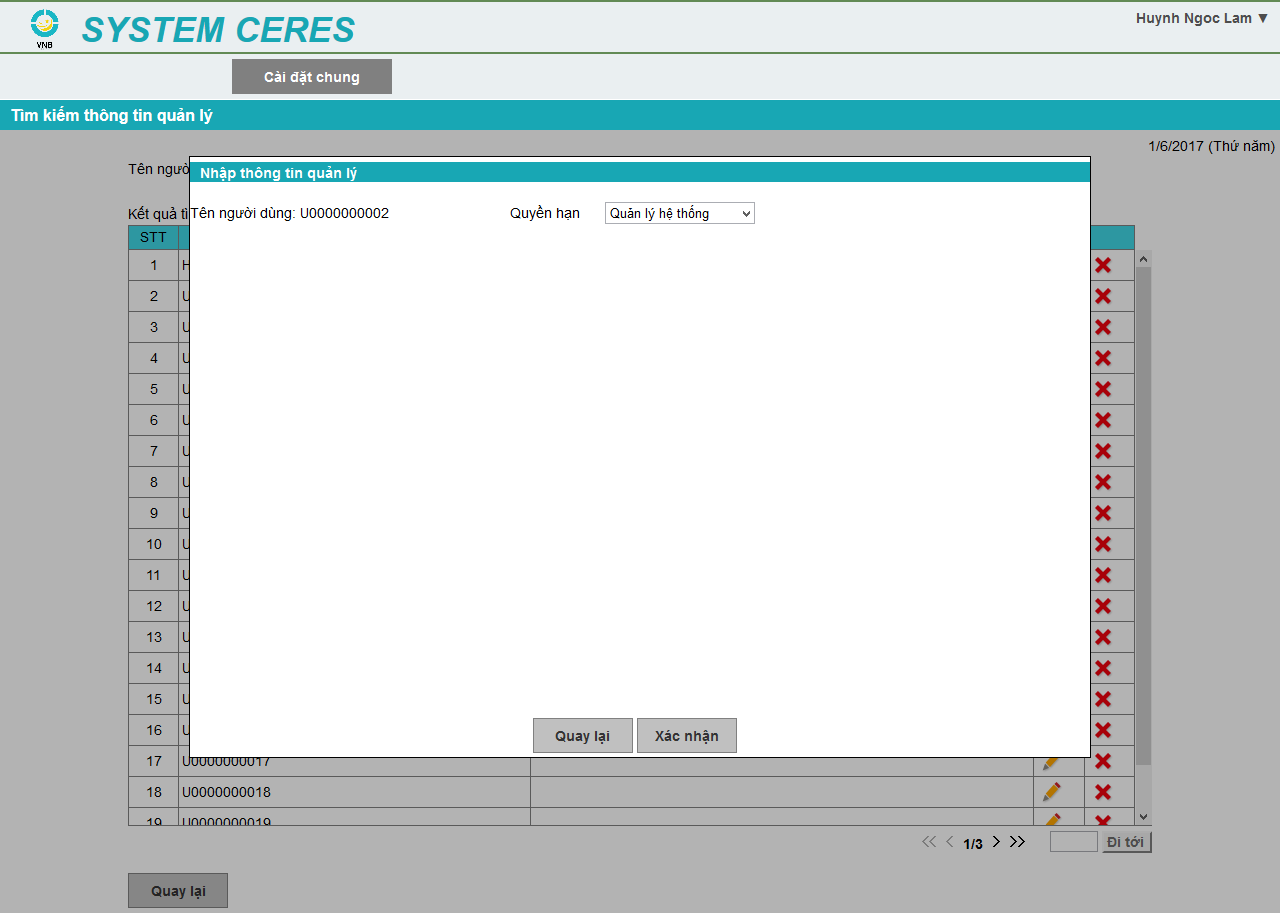 VNB
SYSTEM CERES
Huynh Ngoc Lam ▼
Cài đặt chung
Tìm kiếm thông tin quản lý
1/6/2017 (Thứ năm)
Tên
Nhập thông tin quản lý
Tên người dùng: U0000000002 Quyền hạn Quản lý hệ thống
Kết quả
STT
1 H
2 U
3 U
4 U
5 U
6 U
7 U
8 U
9 U
10 U
11 U
12 U
13 U
14 U
15 U
16 U
Quay lại Xác nhận
17 U0000000017
18 U0000000018
19 U0000000019
<< < 1/3 > >> Đi tới
Quay lại